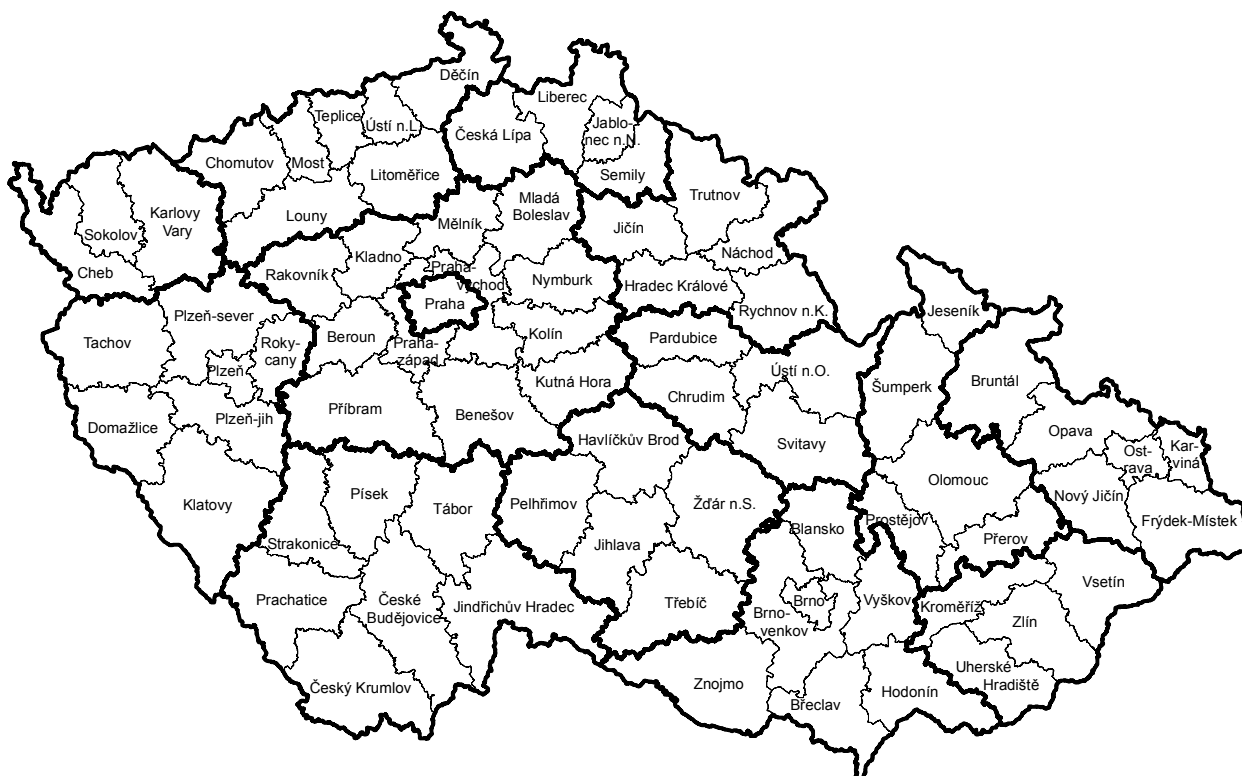 Děčín
Liberec
Teplice
Ústí n.L.
Česká Lípa
Jablo-
nec n.N.
Chomutov
Most
Litoměřice
Semily
Trutnov
Mladá
Boleslav
Karlovy
Vary
Louny
Mělník
Jičín
Sokolov
Kladno
Náchod
Cheb
Rakovník
Praha-
východ
Nymburk
Hradec Králové
Praha
Rychnov n.K.
Jeseník
Plzeň-sever
Tachov
Roky-
cany
Beroun
Praha-
západ
Kolín
Pardubice
Plzeň
Ústí n.O.
Šumperk
Bruntál
Kutná Hora
Chrudim
Příbram
Benešov
Plzeň-jih
Domažlice
Havlíčkův Brod
Svitavy
Opava
Ost-
rava
Kar-
viná
Olomouc
Nový Jičín
Klatovy
Písek
Tábor
Pelhřimov
Žďár n.S.
Blansko
Prostějov
Přerov
Frýdek-Místek
Strakonice
Jihlava
Vsetín
Prachatice
České
Budějovice
Jindřichův Hradec
Třebíč
Brno
Brno-
venkov
Vyškov
Kroměříž
Zlín
Uherské
Hradiště
Český Krumlov
Znojmo
Břeclav
Hodonín